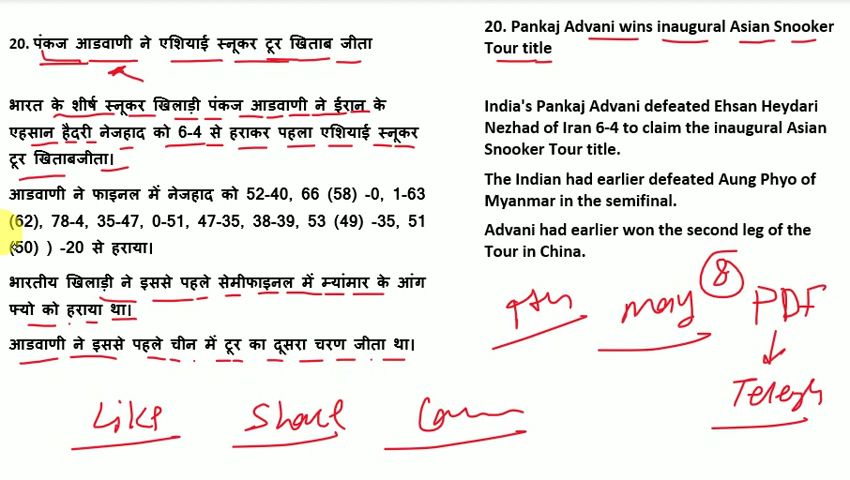 20. पंकज आडवाणी ने एशियाई स्नूकर टूर खिताब जीता
भारत के शीर्ष स्नूकर खिलाड़ी पंकज आडवाणी ने ईरान के
एहसान हैदरी नेजहाद को 6-4 से हराकर पहला एशियाई स्नूकर
टूर खिताबजीता।
आडवाणी ने फाइनल में नेजहाद को 52-40, 66 (58) -0, 1-63
(62), 78-4, 35-47, 0-51, 47-35, 38-39, 53 (49) -35, 51
(50) ) -20 से हराया।
भारतीय खिलाड़ी ने इससे पहले सेमीफाइनल में म्यांमार के आंग
फ्यो को हराया था।
आडवाणी ने इससे पहले चीन में टूर का दूसरा चरण जीता था।
20. Pankaj Advani wins inaugural Asian Snooker
Tour title
India's Pankaj Advani defeated Ehsan Heydari
Nezhad of Iran 6-4 to claim the inaugural Asian
Snooker Tour title.
The Indian had earlier defeated Aung Phyo of
Myanmar in the semifinal.
Advani had earlier won the second leg of the
Tour in China.
may 8 PDF
Like Share